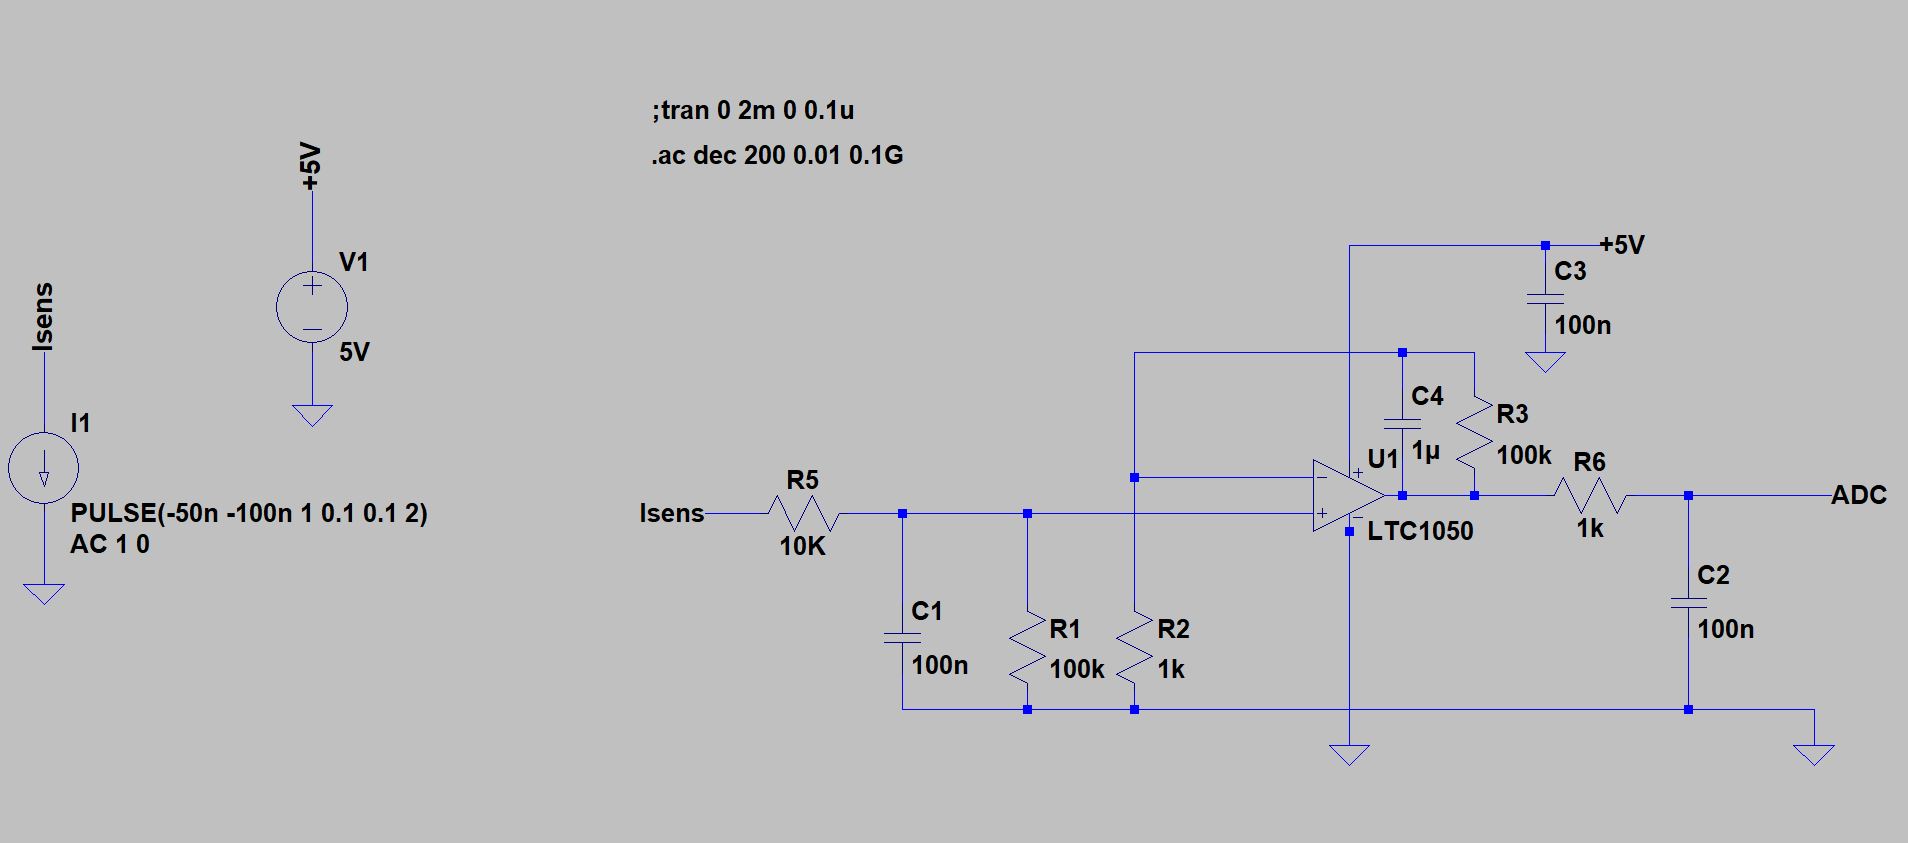 ;tran 0 2m 0 0.1u
.ac dec 200 0.01 0.1G
+5V
V1
5V
Isens
I1
PULSE(-50n -100n 1 0.1 0.1 2)
AC 1 0
+5V
C3
100n
C4
1µ
R3
100k
U1
LTC1050
R6
1k
ADC
R5
10K
Isens
C1
100n
R1
100k
R2
1k
C2
100n